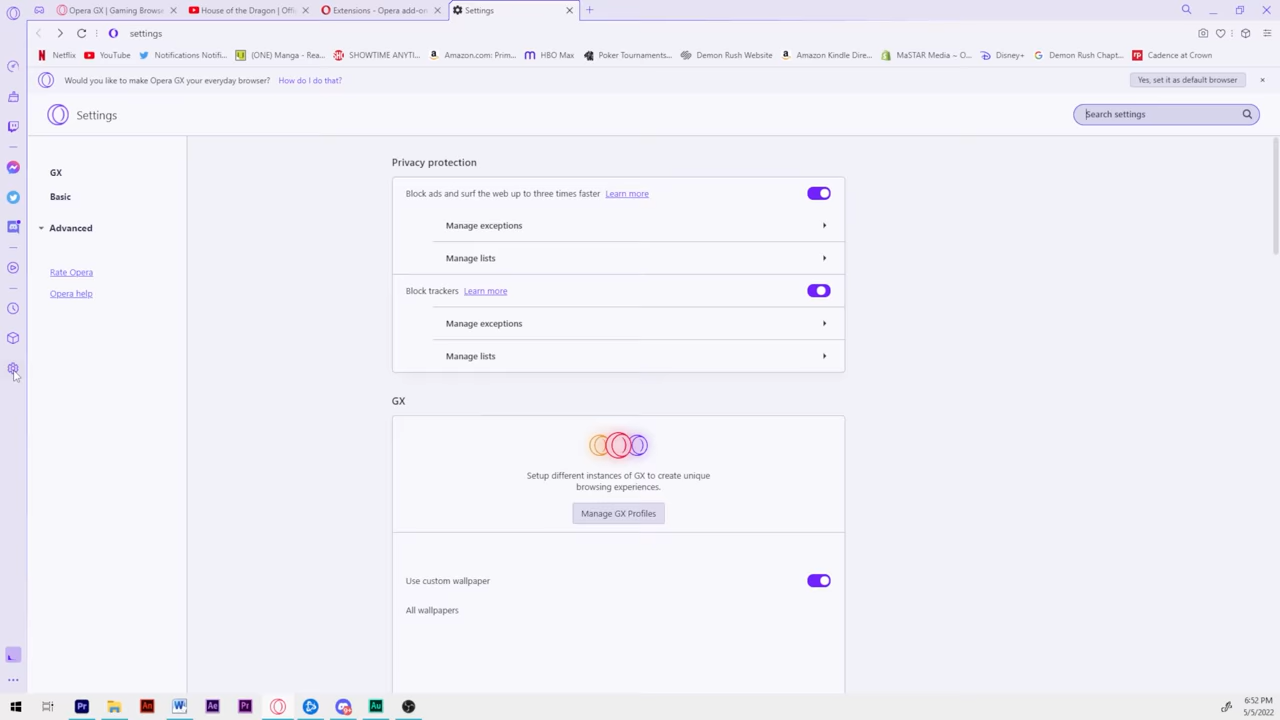 Opera GX | Gaming Browse
House of the Dragon | Offi
Extensions - Opera add-on
Settings
settings
Netflix
YouTube
Notifications Notifi...
(ONE) Manga - Rea...
SHOWTIME ANYTI...
Amazon.com: Prim...
HBO Max
Poker Tournaments...
Demon Rush Website
Amazon Kindle Dire...
MaSTAR Media ~ O...
Disney+
Demon Rush Chapt...
Cadence at Crown
Would you like to make Opera GX your everyday browser? How do I do that?
Yes, set it as default browser
Settings
Search settings
GX
Basic
Advanced
Rate Opera
Opera help
Privacy protection
Block ads and surf the web up to three times faster Learn more
Manage exceptions
Manage lists
Block trackers Learn more
Manage exceptions
Manage lists
GX
Setup different instances of GX to create unique
browsing experiences.
Manage GX Profiles
Use custom wallpaper
All wallpapers
6:52 PM
5/5/2022